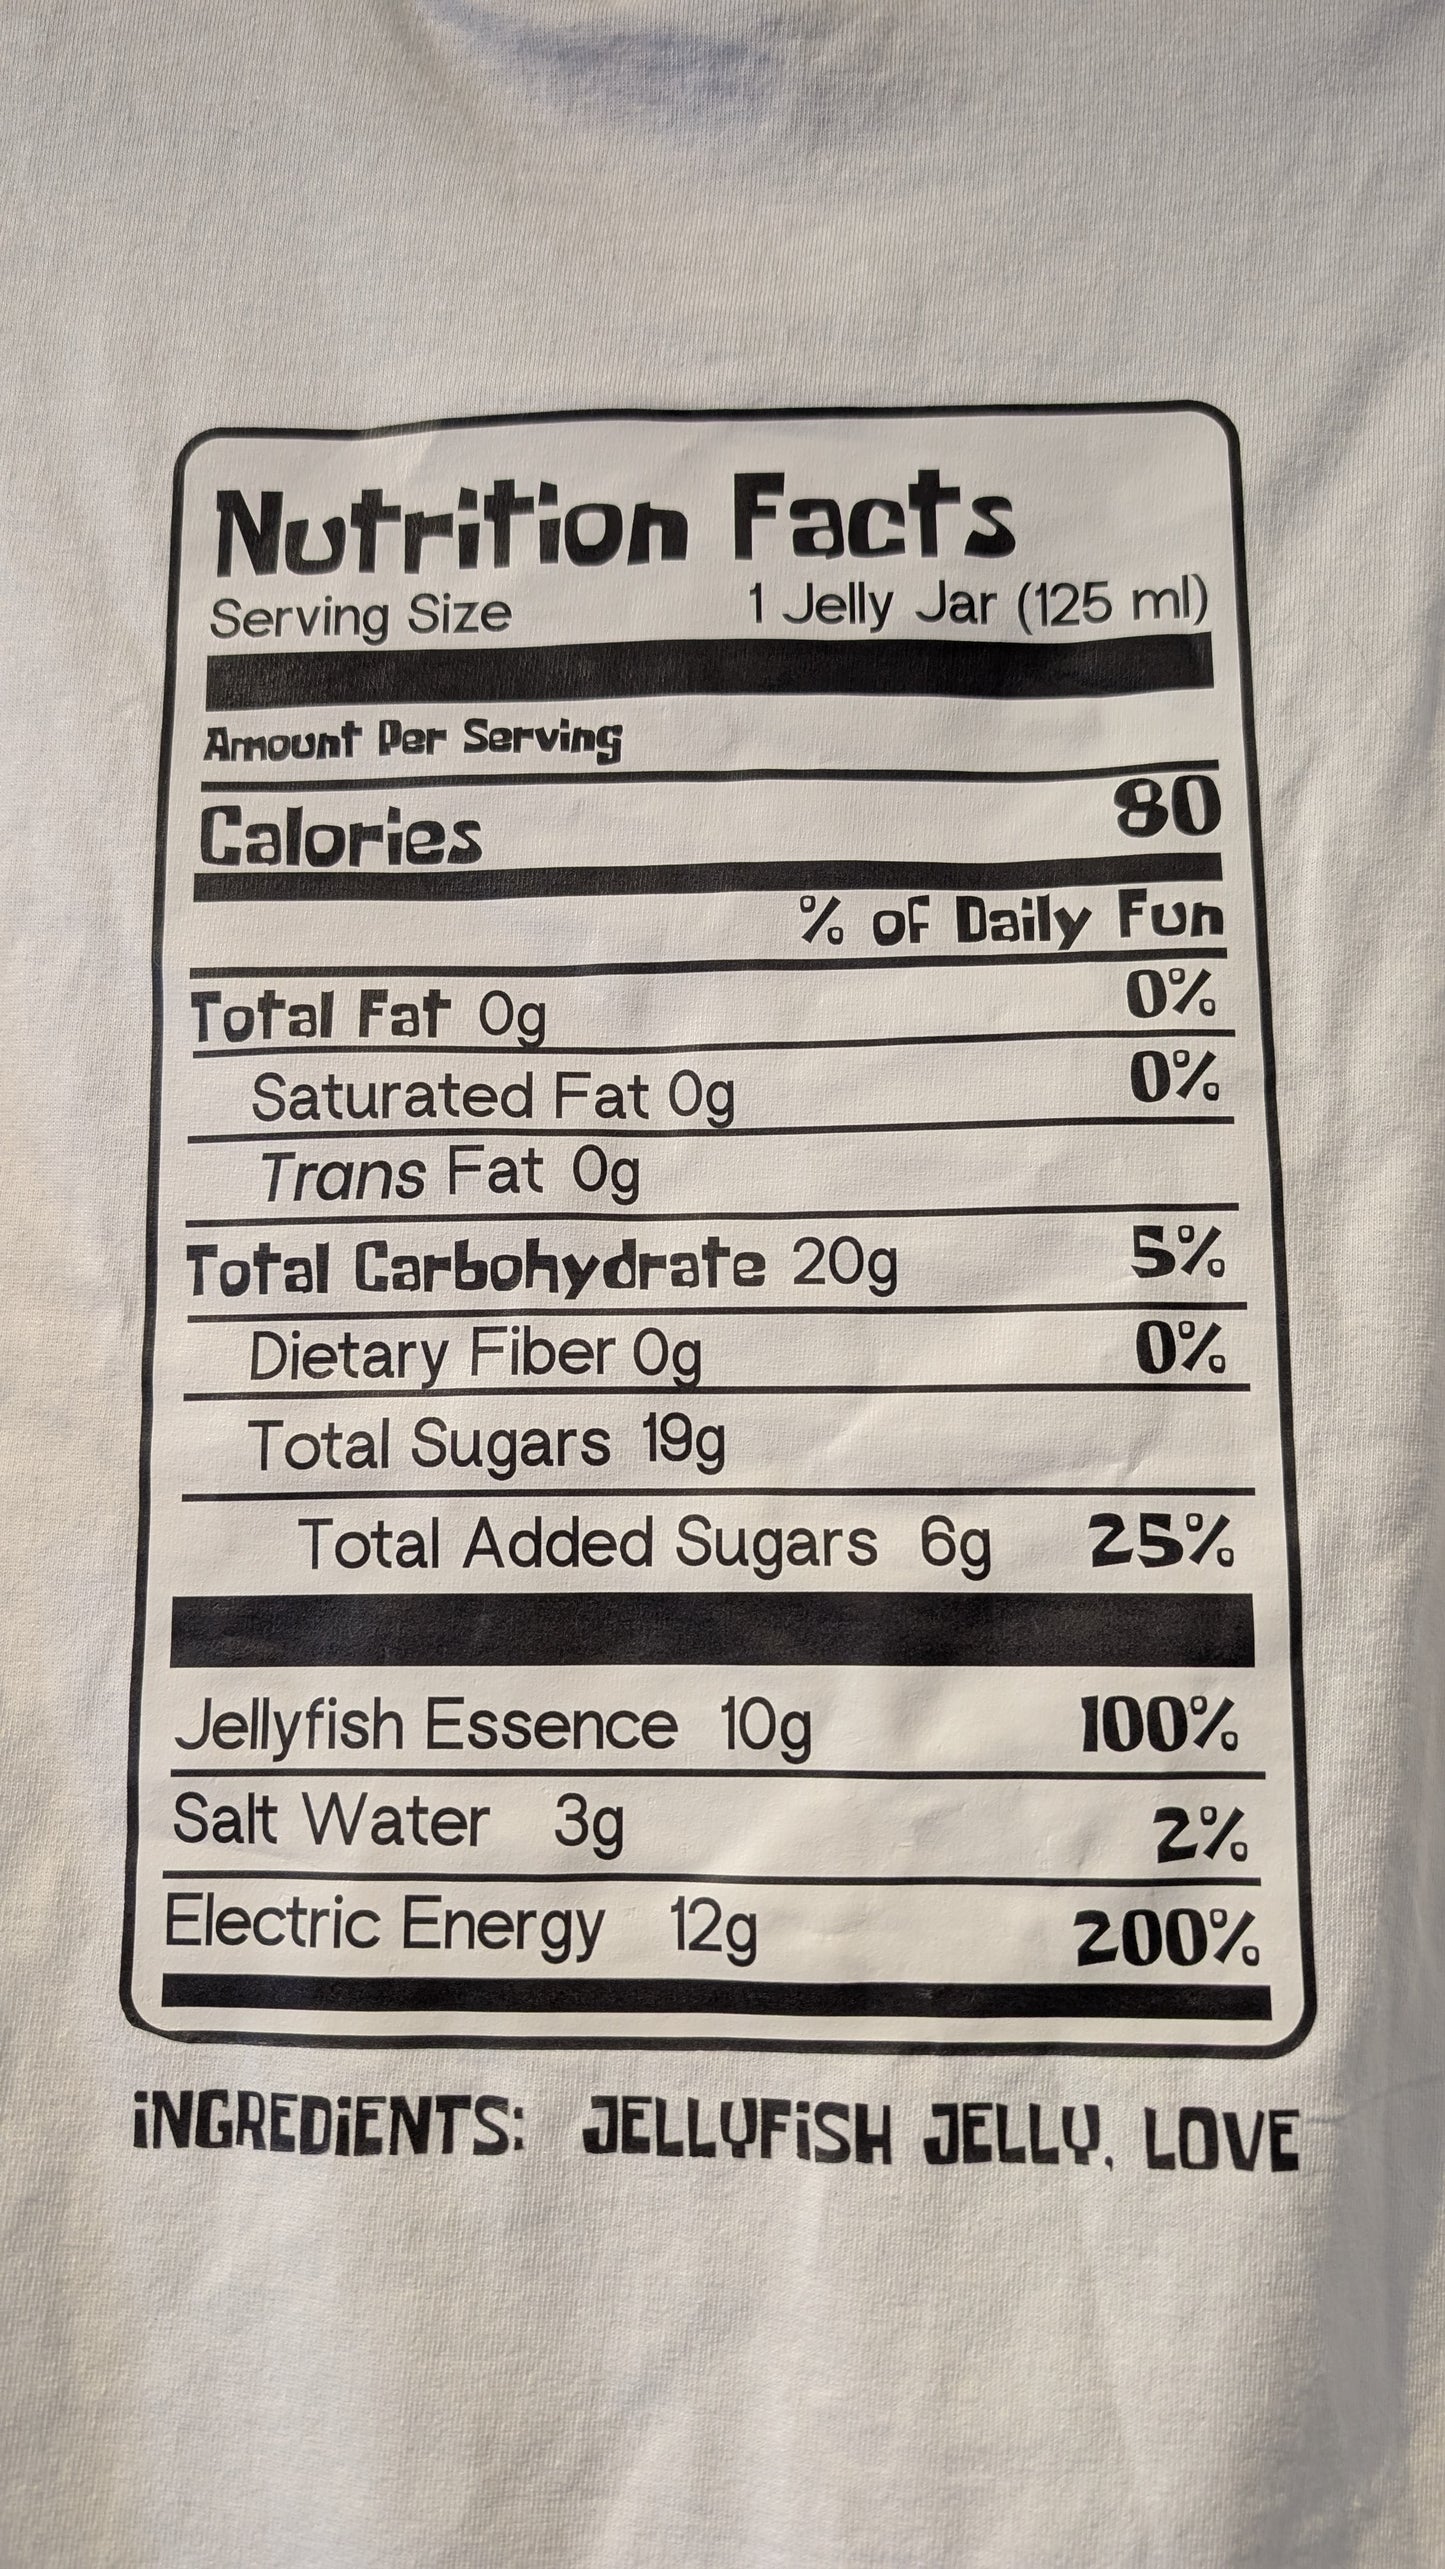 Nutrition Facts
Serving Size 1 Jelly Jar (125 ml)
Amount Per Serving
Calories 80
% of Daily Fun
Total Fat 0g 0%
Saturated Fat 0g 0%
Trans Fat 0g
Total Carbohydrate 20g 5%
Dietary Fiber 0g 0%
Total Sugars 19g
Total Added Sugars 6g 25%
Jellyfish Essence 10g 100%
Salt Water 3g 2%
Electric Energy 12g 200%
iNGREDiENTS: JELLYFiSH JELLY, LOVE